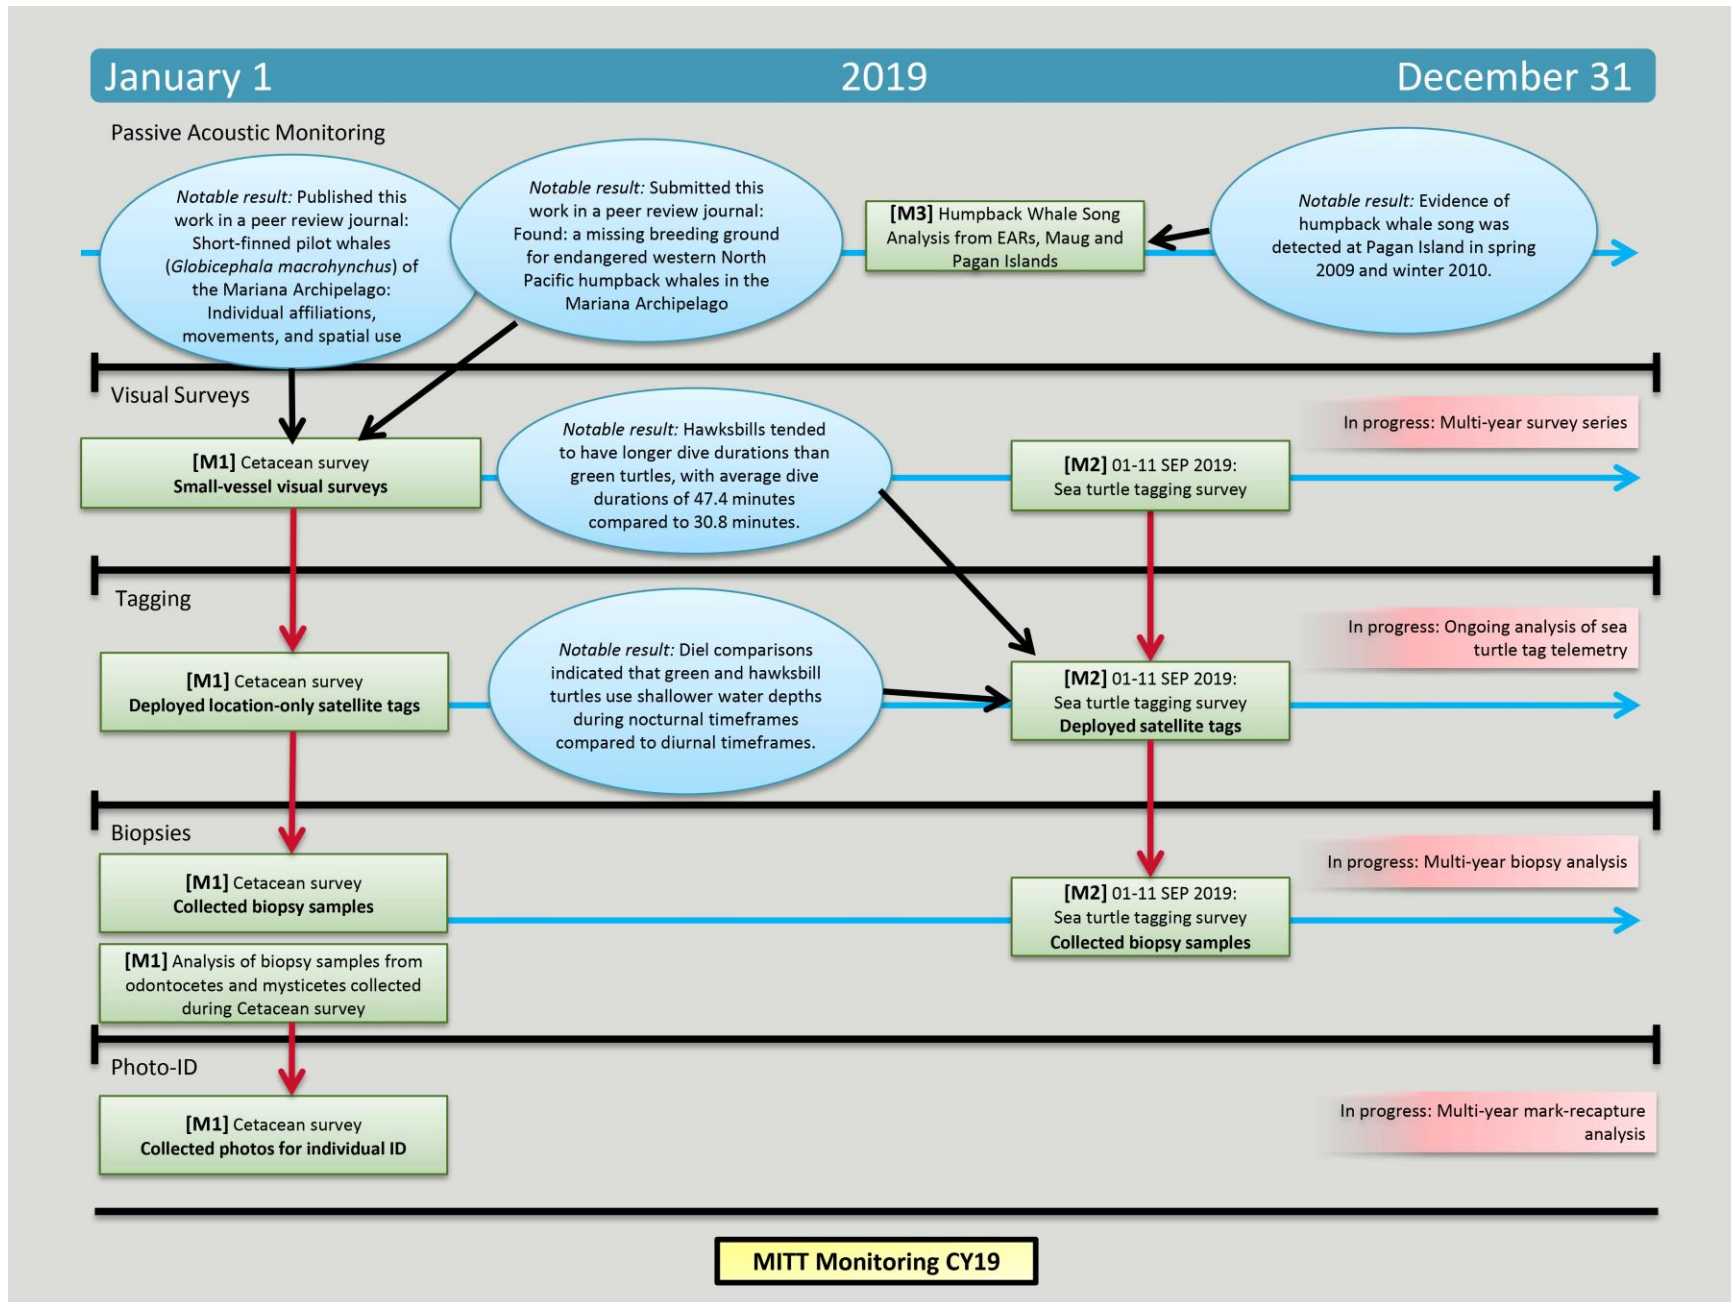 January 1
2019
December 31
Passive Acoustic Monitoring
Notable result: Published this
work in a peer review journal:
Short-finned pilot whales
(Globicephala macrohynchus) of
the Mariana Archipelago:
Individual affiliations,
movements, and spatial use
Notable result: Submitted this
work in a peer review journal:
Found: a missing breeding ground
for endangered western North
Pacific humpback whales in the
Mariana Archipelago
[M3] Humpback Whale Song
Analysis from EARs, Maug and
Pagan Islands
Notable result: Evidence of
humpback whale song was
detected at Pagan Island in spring
2009 and winter 2010.
Visual Surveys
[M1] Cetacean survey
Small-vessel visual surveys
Notable result: Hawksbills tended
to have longer dive durations than
green turtles, with average dive
durations of 47.4 minutes
compared to 30.8 minutes.
[M2] 01-11 SEP 2019:
Sea turtle tagging survey
In progress: Multi-year survey series
Tagging
[M1] Cetacean survey
Deployed location-only satellite tags
Notable result: Diel comparisons
indicated that green and hawksbill
turtles use shallower water depths
during nocturnal timeframes
compared to diurnal timeframes.
[M2] 01-11 SEP 2019:
Sea turtle tagging survey
Deployed satellite tags
In progress: Ongoing analysis of sea
turtle tag telemetry
Biopsies
[M1] Cetacean survey
Collected biopsy samples
[M1] Analysis of biopsy samples from
odontocetes and mysticetes collected
during Cetacean survey
[M2] 01-11 SEP 2019:
Sea turtle tagging survey
Collected biopsy samples
In progress: Multi-year biopsy analysis
Photo-ID
[M1] Cetacean survey
Collected photos for individual ID
In progress: Multi-year mark-recapture
analysis
MITT Monitoring CY19